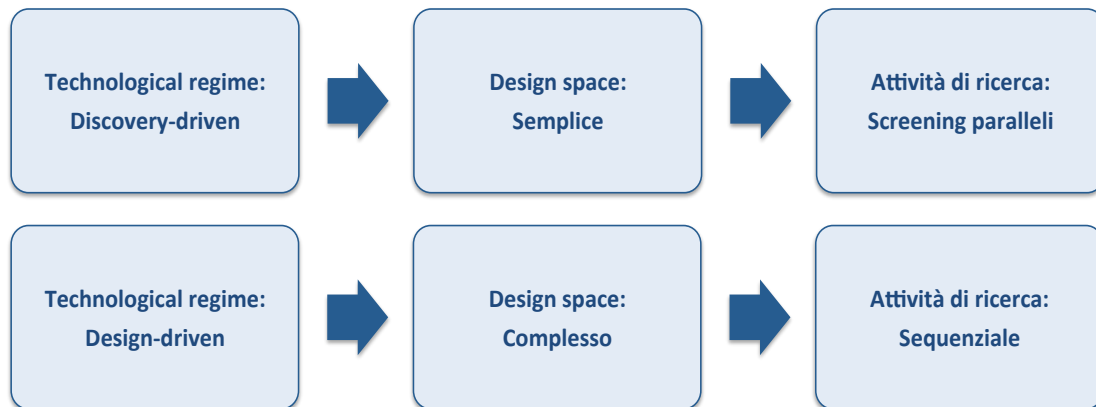 Technological regime:
Discovery-driven
Design space:
Semplice
Attività di ricerca:
Screening paralleli
Technological regime:
Design-driven
Design space:
Complesso
Attività di ricerca:
Sequenziale